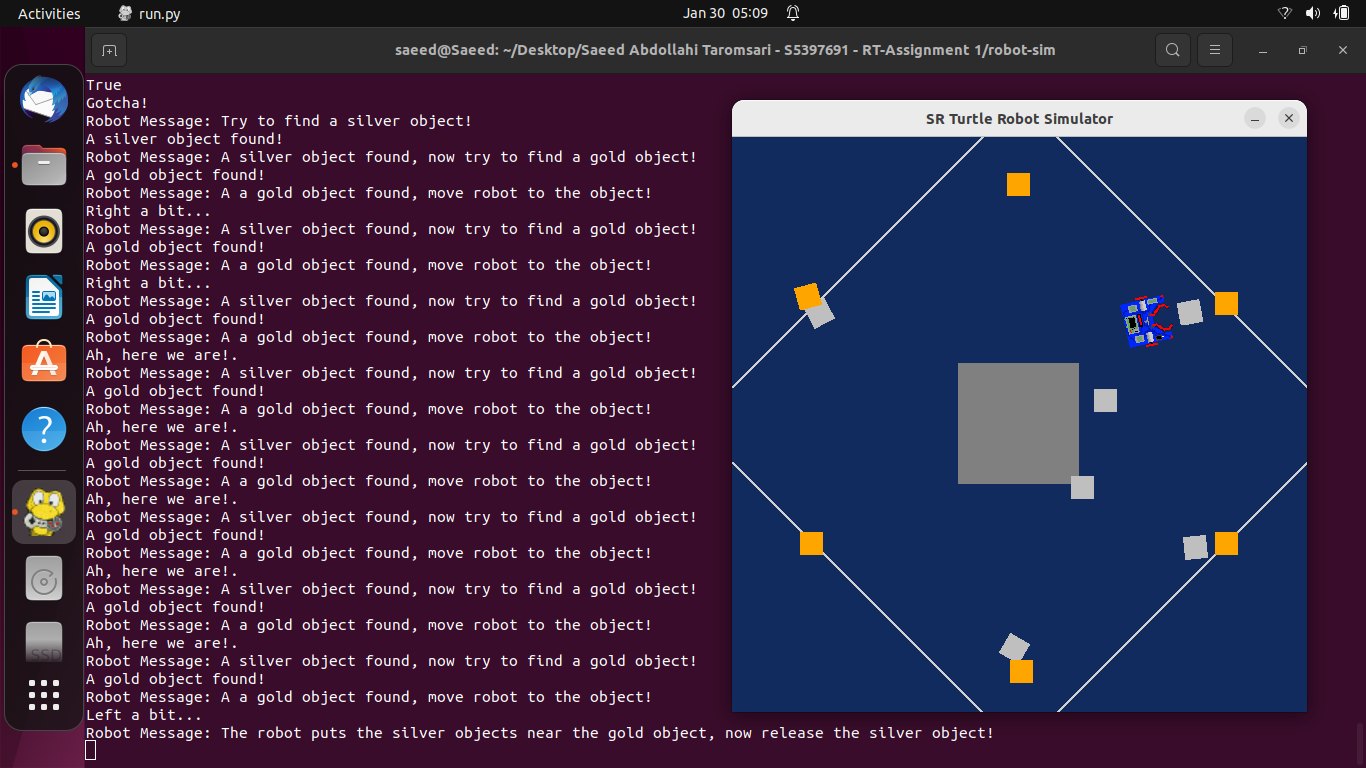 Activities
run.py
Jan 30 05:09
saeed@Saeed: ~/Desktop/Saeed Abdollahi Taromsari - S5397691 - RT-Assignment 1/robot-sim
True
Gotcha!
Robot Message: Try to find a silver object!
A silver object found!
Robot Message: A silver object found, now try to find a gold object!
A gold object found!
Robot Message: A a gold object found, move robot to the object!
Right a bit...
Robot Message: A silver object found, now try to find a gold object!
A gold object found!
Robot Message: A a gold object found, move robot to the object!
Right a bit...
Robot Message: A silver object found, now try to find a gold object!
A gold object found!
Robot Message: A a gold object found, move robot to the object!
Ah, here we are!.
Robot Message: A silver object found, now try to find a gold object!
A gold object found!
Robot Message: A a gold object found, move robot to the object!
Ah, here we are!.
Robot Message: A silver object found, now try to find a gold object!
A gold object found!
Robot Message: A a gold object found, move robot to the object!
Ah, here we are!.
Robot Message: A silver object found, now try to find a gold object!
A gold object found!
Robot Message: A a gold object found, move robot to the object!
Ah, here we are!.
Robot Message: A silver object found, now try to find a gold object!
A gold object found!
Robot Message: A a gold object found, move robot to the object!
Ah, here we are!.
Robot Message: A silver object found, now try to find a gold object!
A gold object found!
Robot Message: A a gold object found, move robot to the object!
Left a bit...
Robot Message: The robot puts the silver objects near the gold object, now release the silver object!
SR Turtle Robot Simulator
SSD